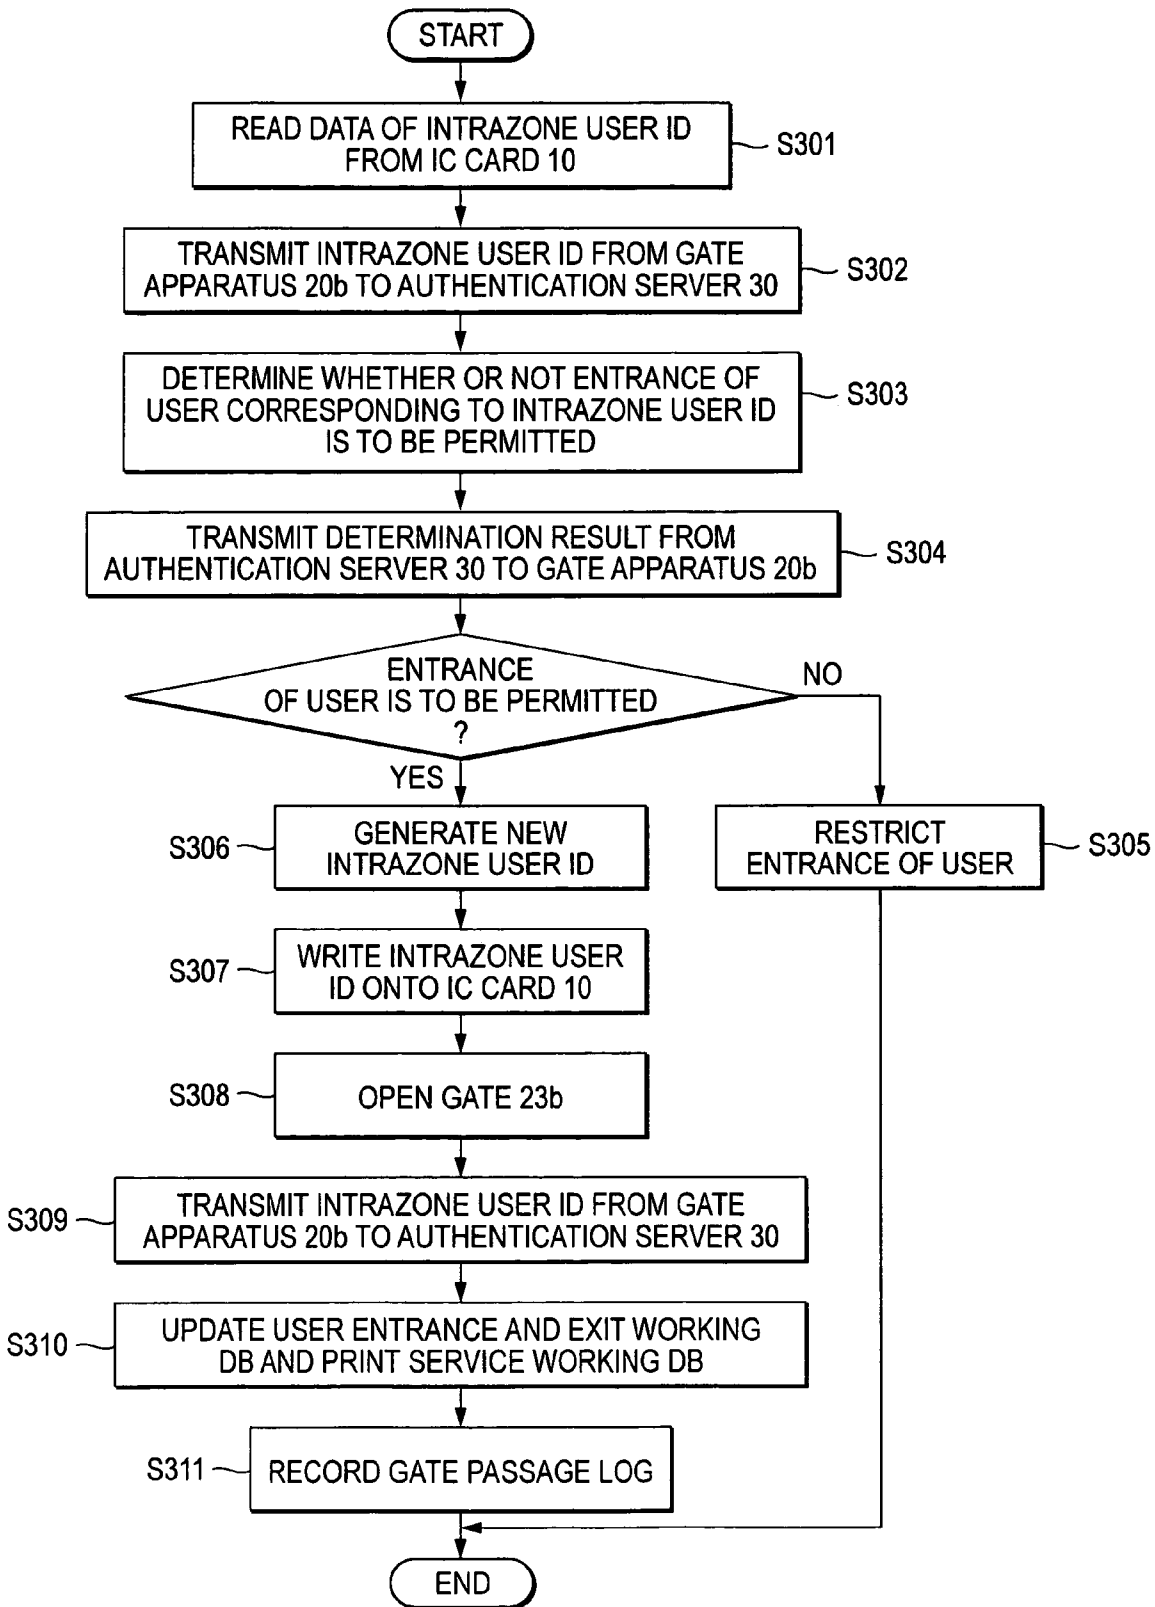 START
READ DATA OF INTRAZONE USER ID
FROM IC CARD 10
S301
TRANSMIT INTRAZONE USER ID FROM GATE
APPARATUS 20b TO AUTHENTICATION SERVER 30
S302
DETERMINE WHETHER OR NOT ENTRANCE OF
USER CORRESPONDING TO INTRAZONE USER ID
IS TO BE PERMITTED
S303
TRANSMIT DETERMINATION RESULT FROM
AUTHENTICATION SERVER 30 TO GATE APPARATUS 20b
S304
ENTRANCE
OF USER IS TO BE PERMITTED
?
NO
YES
S306
GENERATE NEW
INTRAZONE USER ID
RESTRICT
ENTRANCE OF USER
S305
S307
WRITE INTRAZONE USER
ID ONTO IC CARD 10
S308
OPEN GATE 23b
S309
TRANSMIT INTRAZONE USER ID FROM GATE
APPARATUS 20b TO AUTHENTICATION SERVER 30
S310
UPDATE USER ENTRANCE AND EXIT WORKING
DB AND PRINT SERVICE WORKING DB
S311
RECORD GATE PASSAGE LOG
END